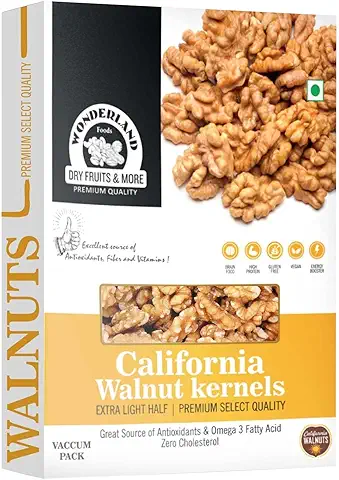 WONDERLAND
Foods
DRY FRUITS & MORE
PREMIUM QUALITY
WALNUTS
PREMIUM SELECT QUALITY
Excellent source of
Antioxidants, Fiber and Vitamins !
BRAIN FOOD
HIGH PROTEIN
GLUTEN FREE
VEGAN
ENERGY BOOSTER
California
Walnut kernels
EXTRA LIGHT HALF | PREMIUM SELECT QUALITY
Great Source of Antioxidants & Omega 3 Fatty Acid
Zero Cholesterol
VACCUM
PACK
California
WALNUTS